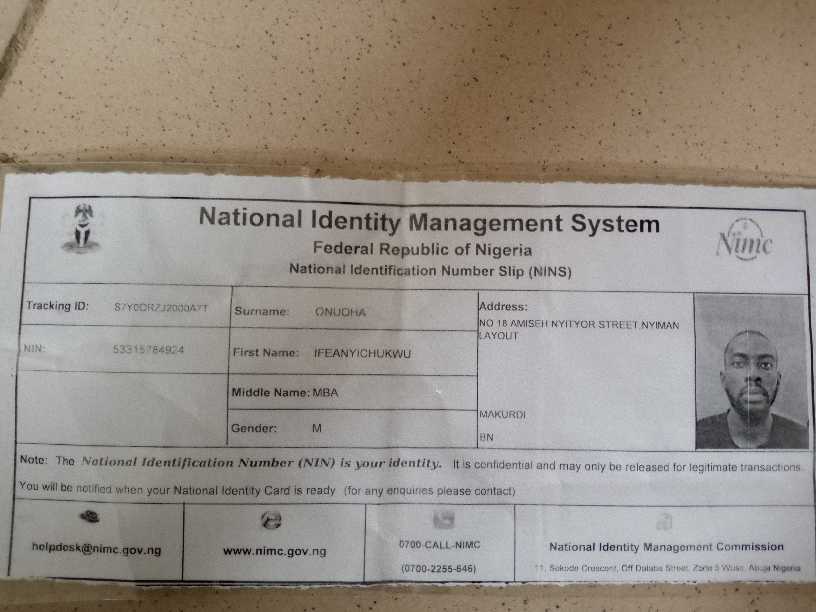 National Identity Management System
Federal Republic of Nigeria
National Identification Number Slip (NINS)
Nimc
Tracking ID:
NIN: 53315784924
Surname: ONUOHA
First Name: IFEANYICHUKWU
Middle Name: MBA
Gender: M
Address:
NO 18 AMISEH NYITYOR STREET,NYIMAN
LAYOUT
MAKURDI
BN
Note: The National Identification Number (NIN) is your identity. It is confidential and may only be released for legitimate transactions.
You will be notified when your National Identity Card is ready (for any enquiries please contact)
helpdesk@nimc.gov.ng
www.nimc.gov.ng
0700-CALL-NIMC
(0700-2255-646)
National Identity Management Commission
11, Sokode Crescent, Off Dalaba Street, Zone 5 Wuse, Abuja Nigeria